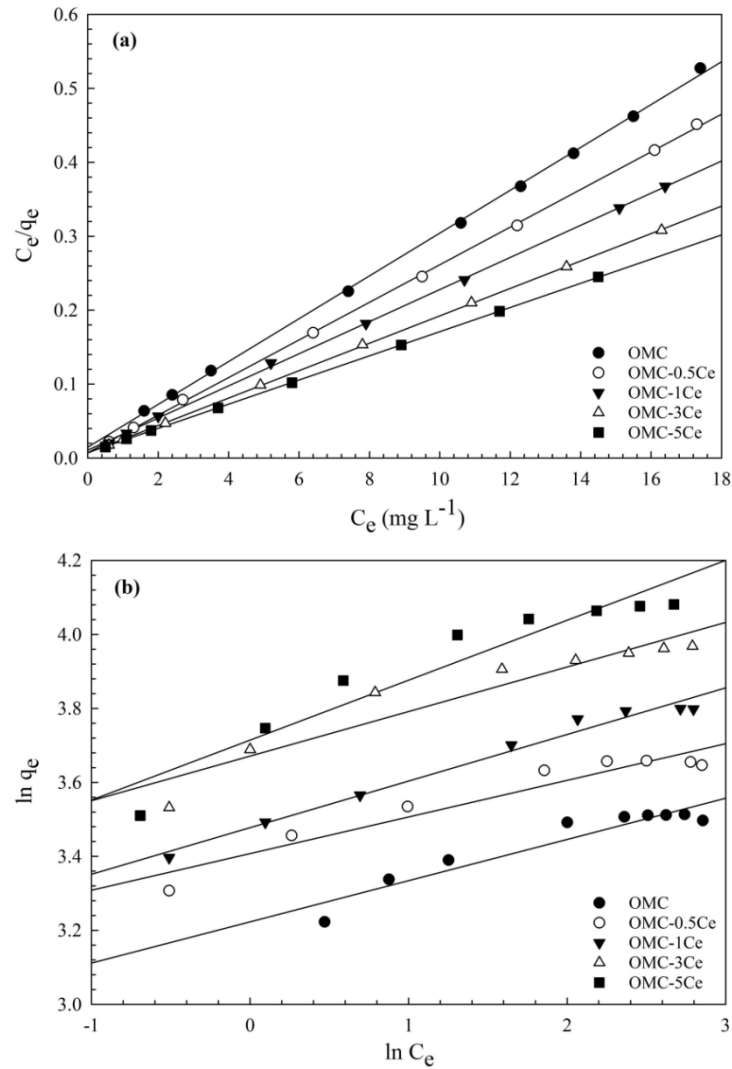 (a)
0.6
0.5
0.4
0.3
0.2
0.1
0.0
Ce/qe
0 2 4 6 8 10 12 14 16 18
Ce (mg L-1)
OMC
OMC-0.5Ce
OMC-1Ce
OMC-3Ce
OMC-5Ce
(b)
4.2
4.0
3.8
3.6
3.4
3.2
3.0
ln qe
-1 0 1 2 3
ln Ce
OMC
OMC-0.5Ce
OMC-1Ce
OMC-3Ce
OMC-5Ce